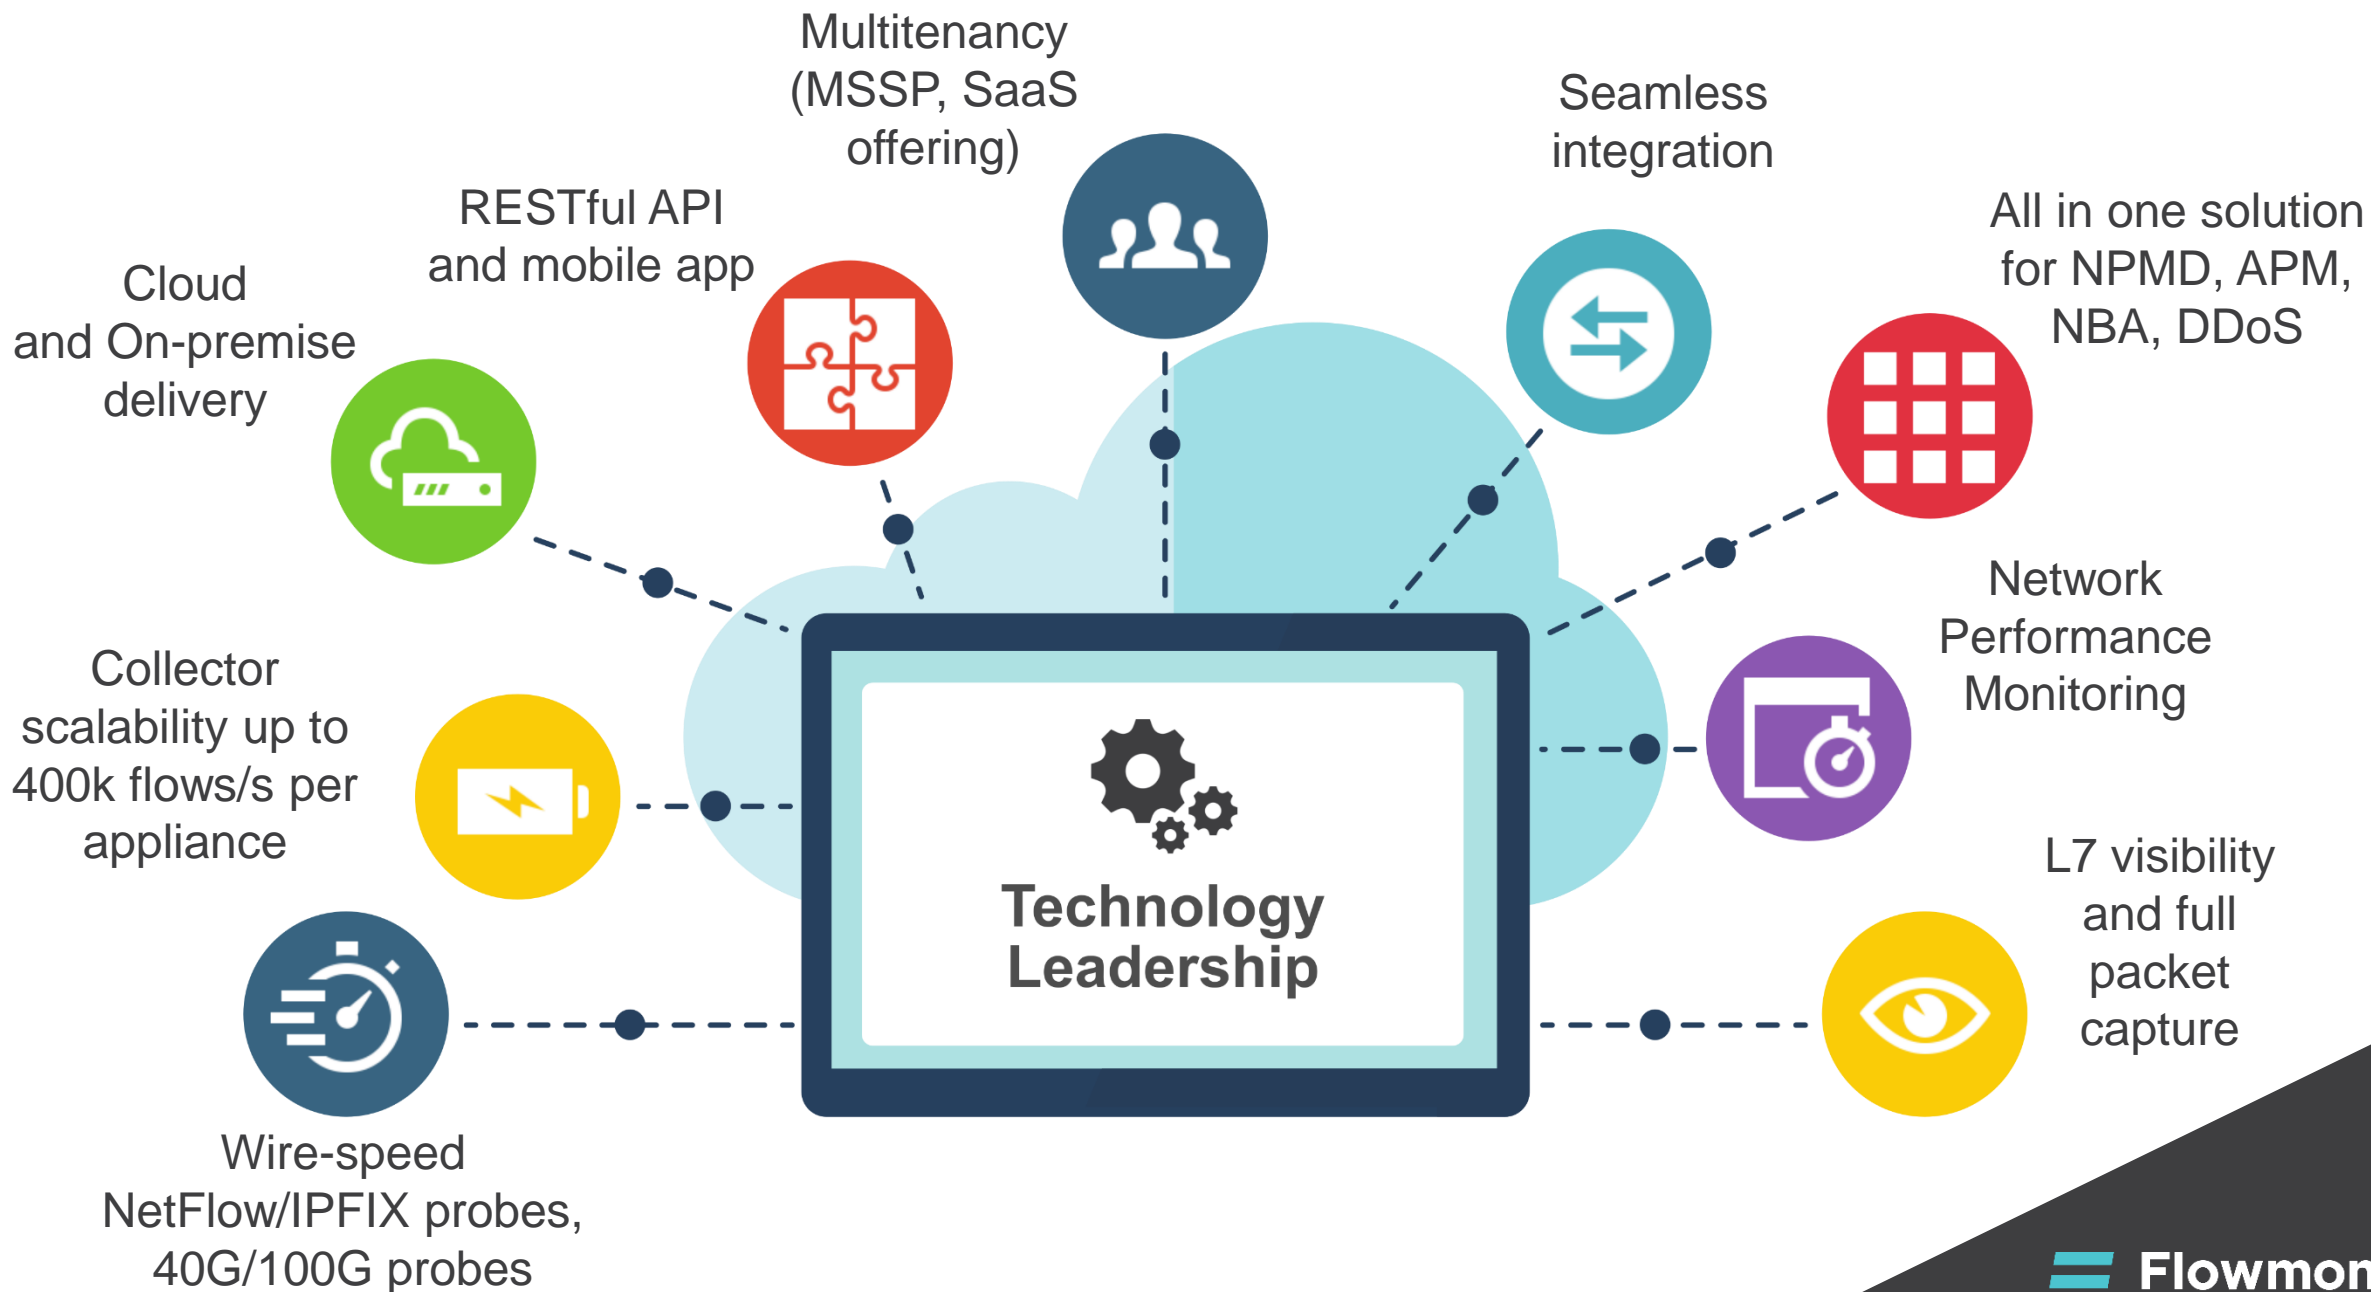 Multitenancy
(MSSP, SaaS
offering)
Seamless
integration
RESTful API
and mobile app
All in one solution
for NPMD, APM,
NBA, DDoS
Cloud
and On-premise
delivery
Network
Performance
Monitoring
Collector
scalability up to
400k flows/s per
appliance
Technology
Leadership
L7 visibility
and full
packet
capture
Wire-speed
NetFlow/IPFIX probes,
40G/100G probes
Flowmon